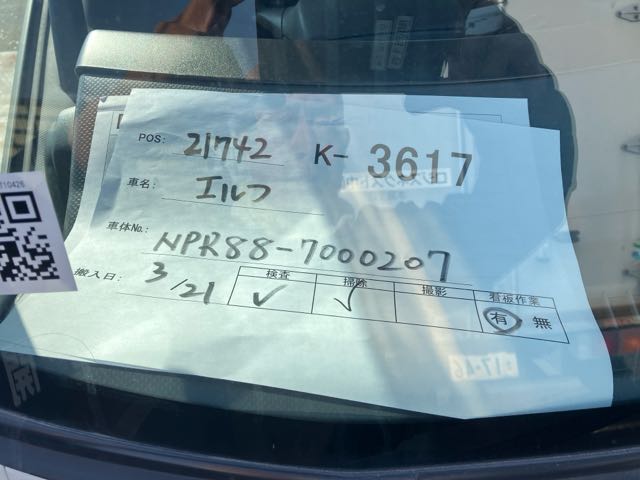 POS: 21742 K- 3617
車名: エルフ
車体No.: NPR88-7000207
搬入日: 3/21
検査 掃除 撮影 看板作業
✓ ✓ 有 無
710426